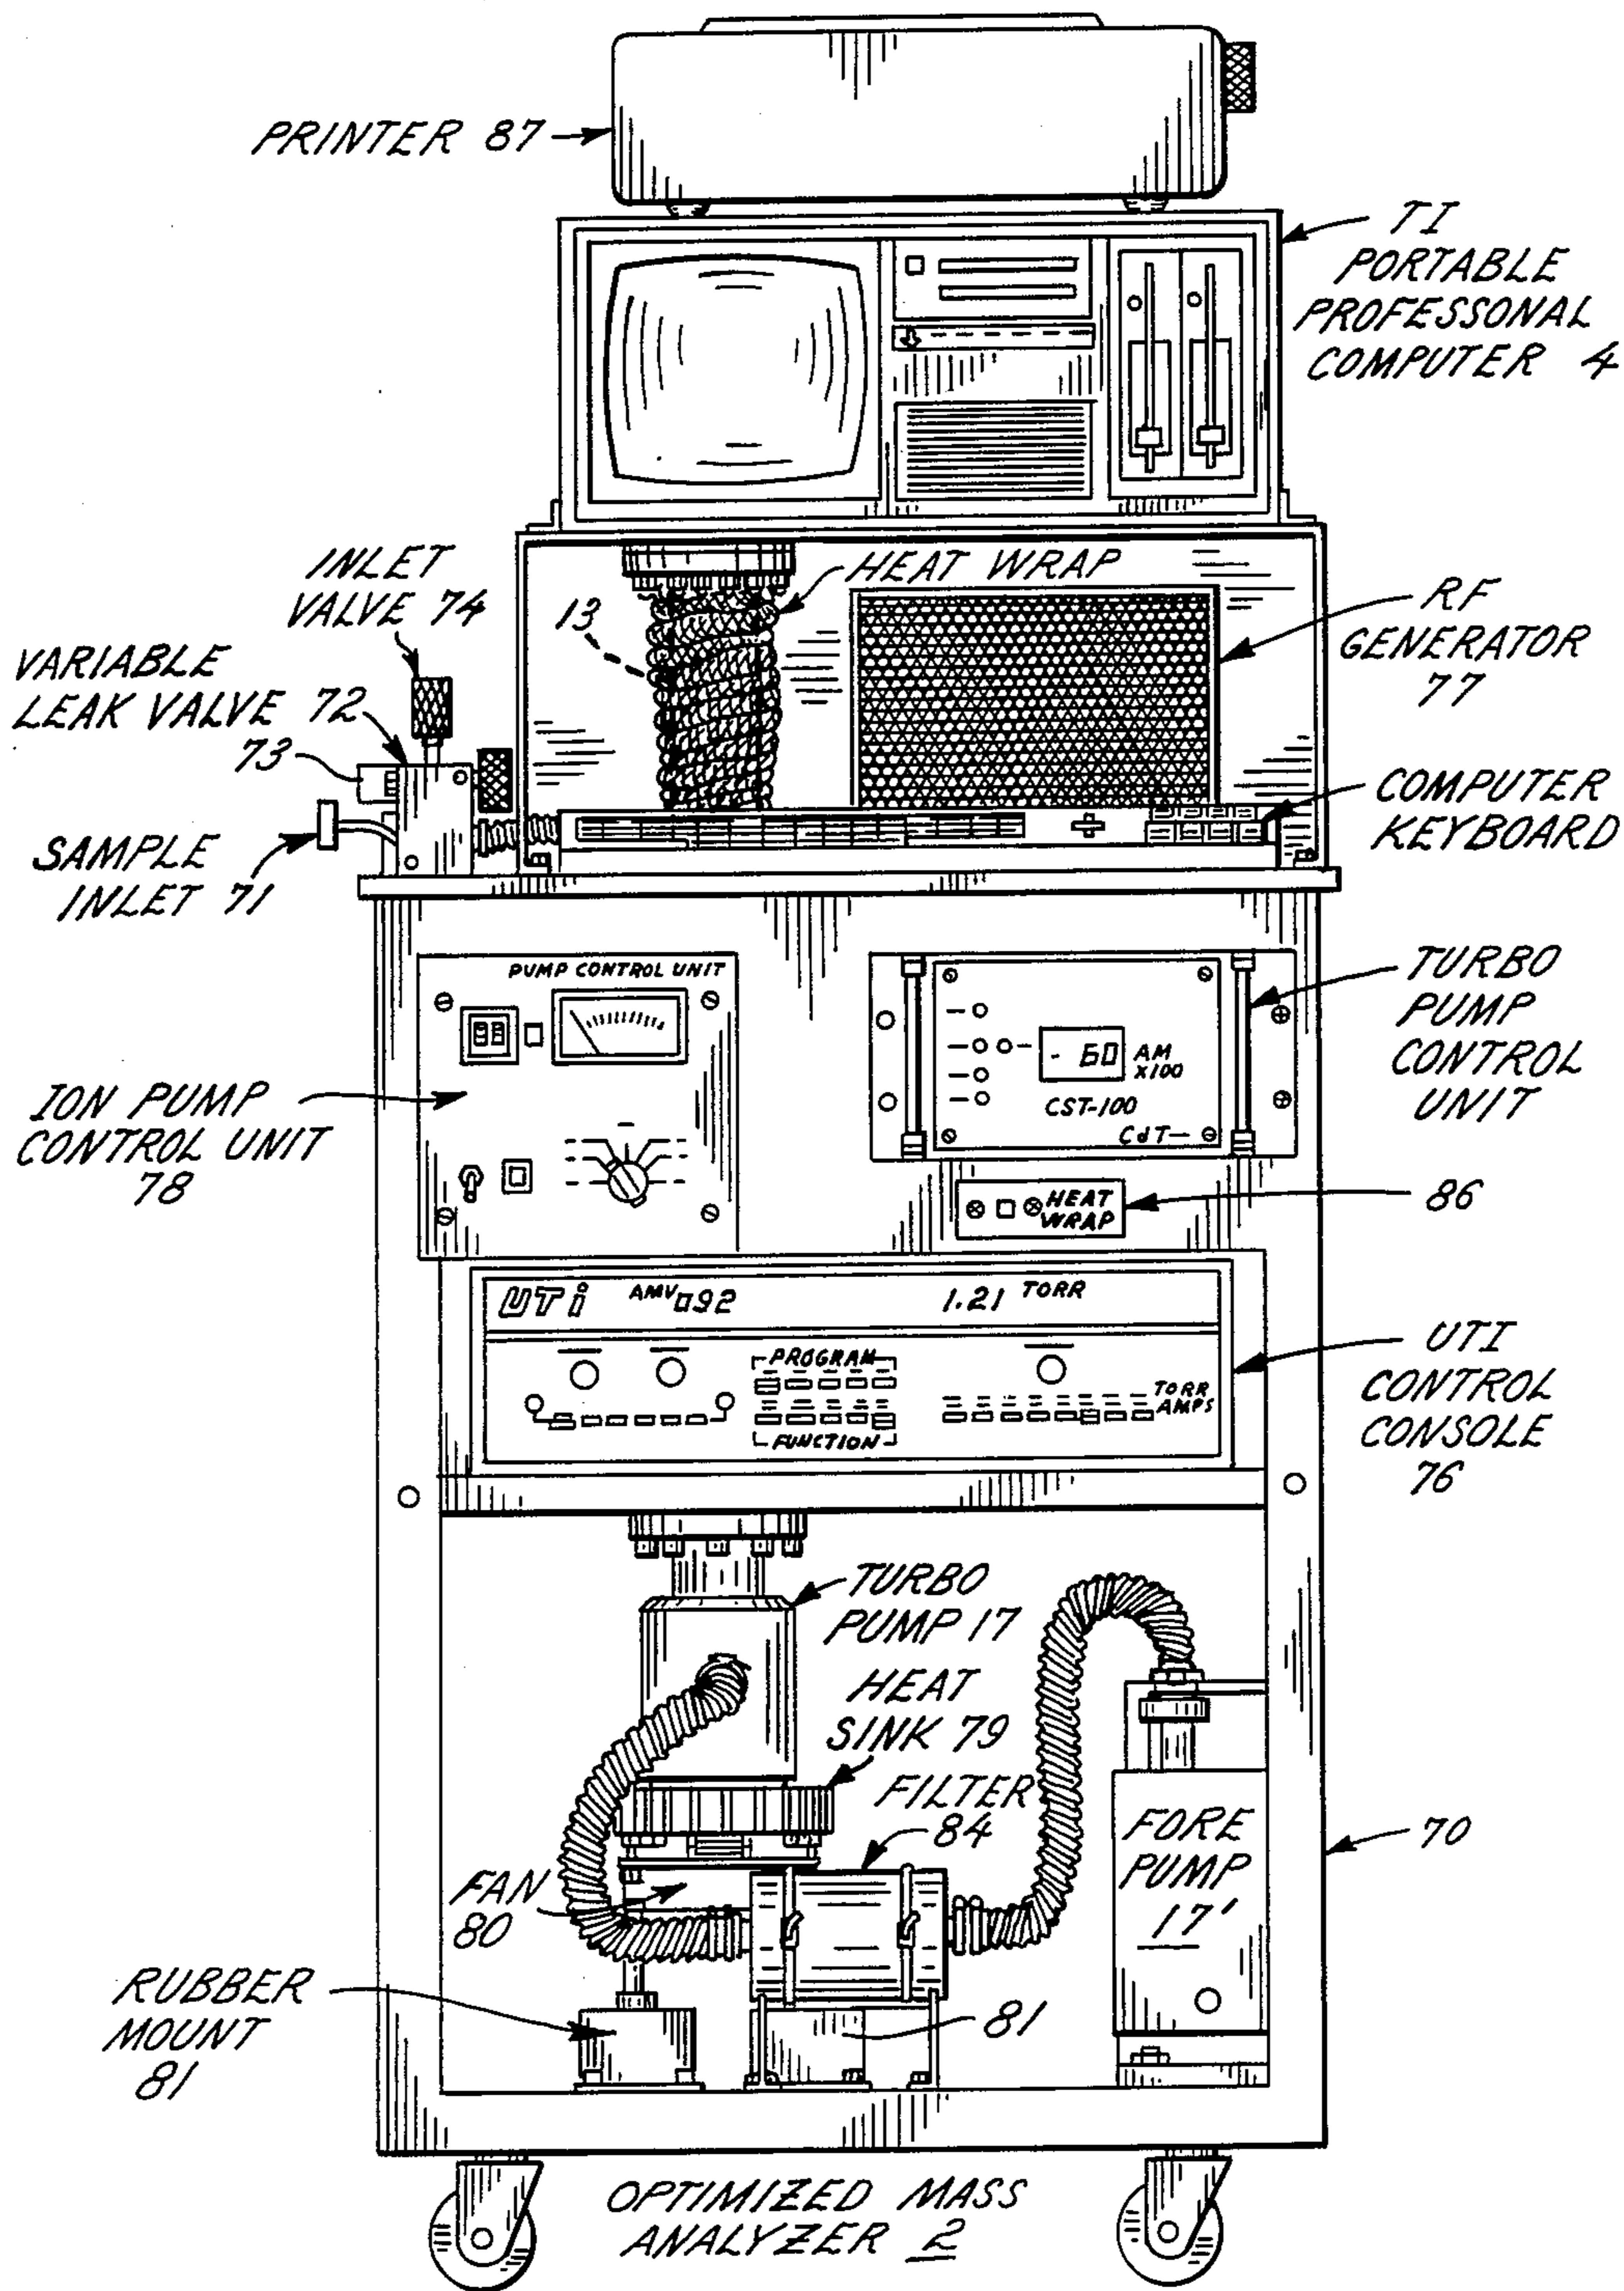 PRINTER 87
TI
PORTABLE
PROFESSONAL
COMPUTER 4
HEAT WRAP
13
INLET
VALVE 74
RF
GENERATOR
77
VARIABLE
LEAK VALVE 72
73
COMPUTER
KEYBOARD
SAMPLE
INLET 71
PUMP CONTROL UNIT
- 60 AM
X100
CST-100
CdT
TURBO
PUMP
CONTROL
UNIT
ION PUMP
CONTROL UNIT
78
HEAT
WRAP
86
UTi AMV 092 1.21 TORR
PROGRAM
TORR
AMPS
FUNCTION
UTI
CONTROL
CONSOLE
76
TURBO
PUMP 17
HEAT
SINK 79
FILTER
84
FORE
PUMP
17'
70
FAN
80
RUBBER
MOUNT
81
81
OPTIMIZED MASS
ANALYZER 2